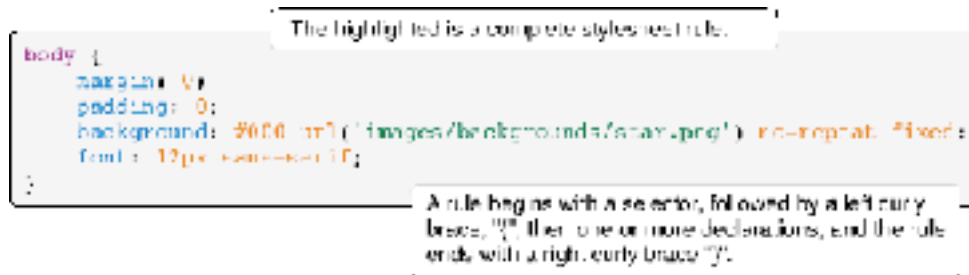 The highlighted is a complete stylesheet rule.
body {
margin: 0;
padding: 0;
background: #000 url('images/backgrounds/star.png') no-repeat fixed;
font: 12px sans-serif;
}
A rule begins with a selector, followed by a left curly
brace, "{", then one or more declarations, and the rule
ends with a right curly brace "}".